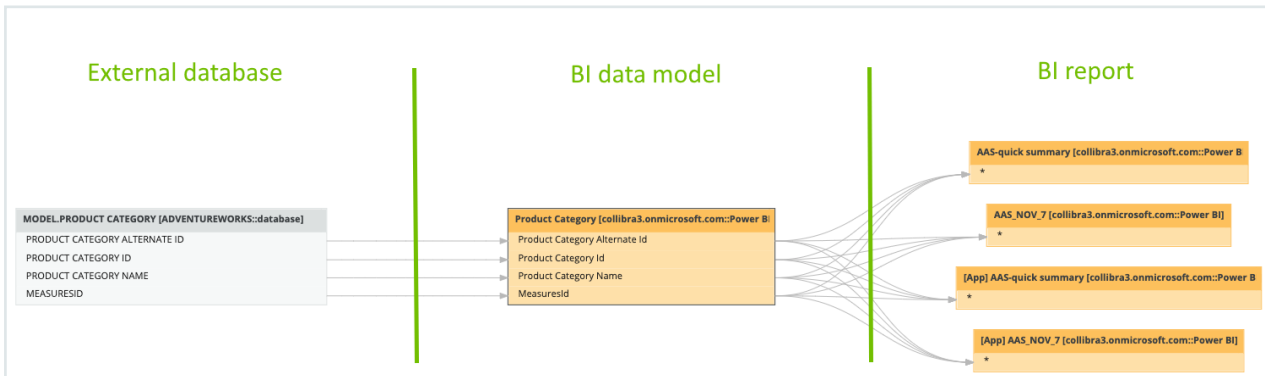 External database
BI data model
BI report
MODEL.PRODUCT CATEGORY [ADVENTUREWORKS::database]
PRODUCT CATEGORY ALTERNATE ID
PRODUCT CATEGORY ID
PRODUCT CATEGORY NAME
MEASURESID
Product Category [collibra3.onmicrosoft.com::Power BI
Product Category Alternate Id
Product Category Id
Product Category Name
MeasuresId
AAS-quick summary [collibra3.onmicrosoft.com::Power B
*
AAS_NOV_7 [collibra3.onmicrosoft.com::Power BI]
*
[App] AAS-quick summary [collibra3.onmicrosoft.com::Power B
*
[App] AAS_NOV_7 [collibra3.onmicrosoft.com::Power BI]
*